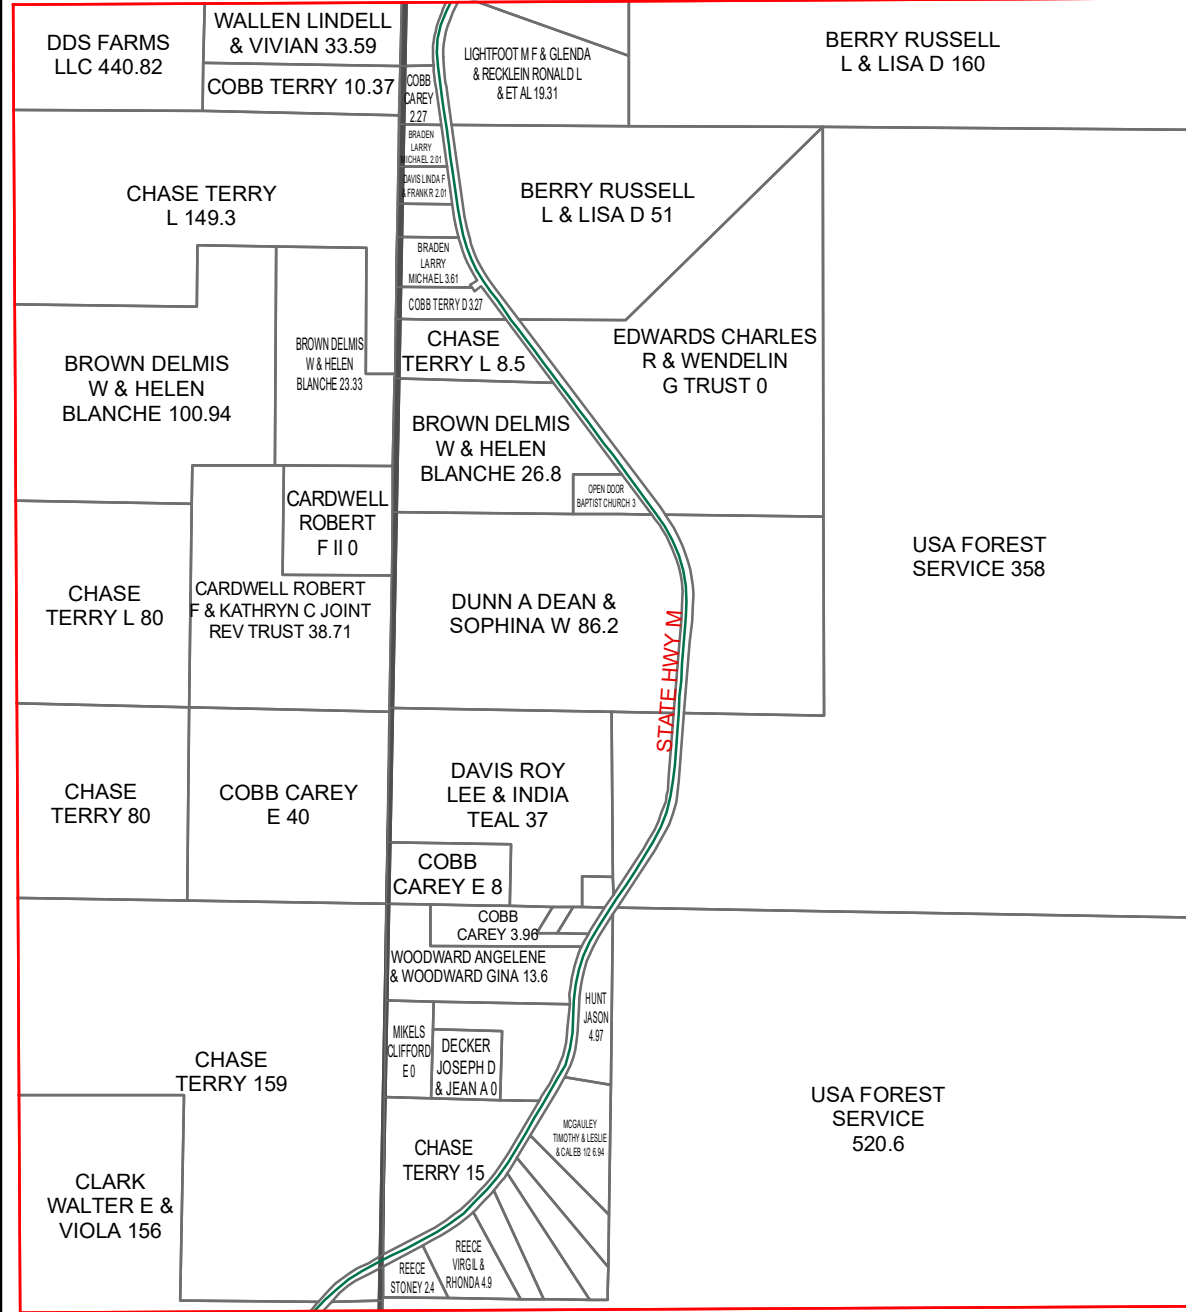 DDS FARMS
LLC 440.82
WALLEN LINDELL
& VIVIAN 33.59
COBB TERRY 10.37
COBB
CAREY
2.27
LIGHTFOOT M F & GLENDA
& RECKLEIN RONALD L
& ET AL 19.31
BERRY RUSSELL
L & LISA D 160
BRADEN
LARRY
MICHAEL 2.01
DAVIS LINDA F
& FRANK R 2.01
CHASE TERRY
L 149.3
BERRY RUSSELL
L & LISA D 51
BRADEN
LARRY
MICHAEL 3.61
COBB TERRY D 3.27
CHASE
TERRY L 8.5
EDWARDS CHARLES
R & WENDELIN
G TRUST 0
BROWN DELMIS
W & HELEN
BLANCHE 100.94
BROWN DELMIS
W & HELEN
BLANCHE 23.33
BROWN DELMIS
W & HELEN
BLANCHE 26.8
OPEN DOOR
BAPTIST CHURCH 3
CARDWELL
ROBERT
F II 0
USA FOREST
SERVICE 358
CHASE
TERRY L 80
CARDWELL ROBERT
F & KATHRYN C JOINT
REV TRUST 38.71
DUNN A DEAN &
SOPHINA W 86.2
STATE HWY M
CHASE
TERRY 80
COBB CAREY
E 40
DAVIS ROY
LEE & INDIA
TEAL 37
COBB
CAREY E 8
COBB
CAREY 3.96
WOODWARD ANGELENE
& WOODWARD GINA 13.6
HUNT
JASON
4.97
MIKELS
CLIFFORD
E 0
DECKER
JOSEPH D
& JEAN A 0
CHASE
TERRY 159
USA FOREST
SERVICE
520.6
MCGAULEY
TIMOTHY & LESLIE
& CALEB 1/2 6.94
CHASE
TERRY 15
CLARK
WALTER E &
VIOLA 156
REECE
STONEY 2.4
REECE
VIRGIL &
RHONDA 4.9